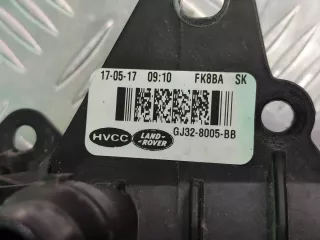 17-05-17 09:10 FK8BA SK
HVCC LAND-ROVER GJ32-8005-BB